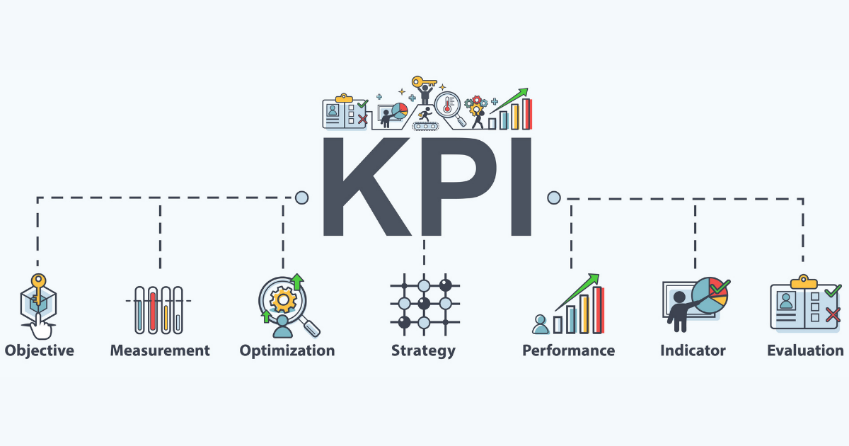 KPI
Objective
Measurement
Optimization
Strategy
Performance
Indicator
Evaluation